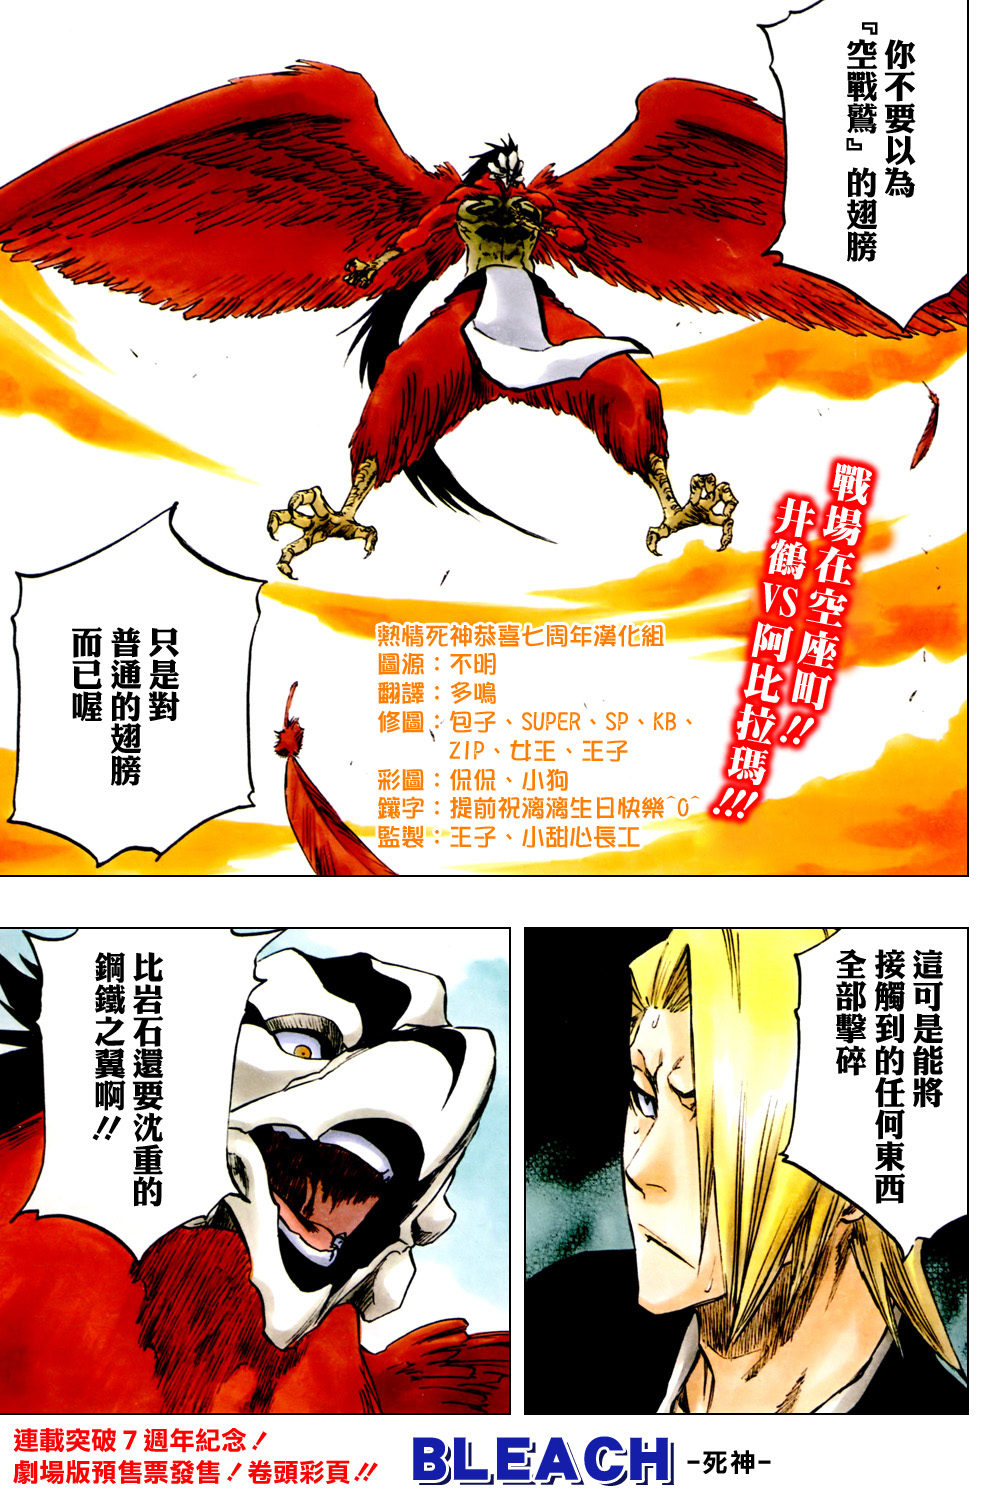 你不要以為
『空戰鷲』的翅膀
戰場在空座町!!
井鶴VS阿比拉瑪!!!
只是對
普通的翅膀
而已喔
熱情死神恭喜七周年漢化組
圖源：不明
翻譯：多鳴
修圖：包子、SUPER、SP、KB、
ZIP、女王、王子
彩圖：侃侃、小狗
鑲字：提前祝漓漓生日快樂^O^
監製：王子、小甜心長工
這可是能將
接觸到的任何東西
全部擊碎
比岩石還要沈重的
鋼鐵之翼啊!!
連載突破7週年紀念！
劇場版預售票發售！卷頭彩頁!!
BLEACH -死神-